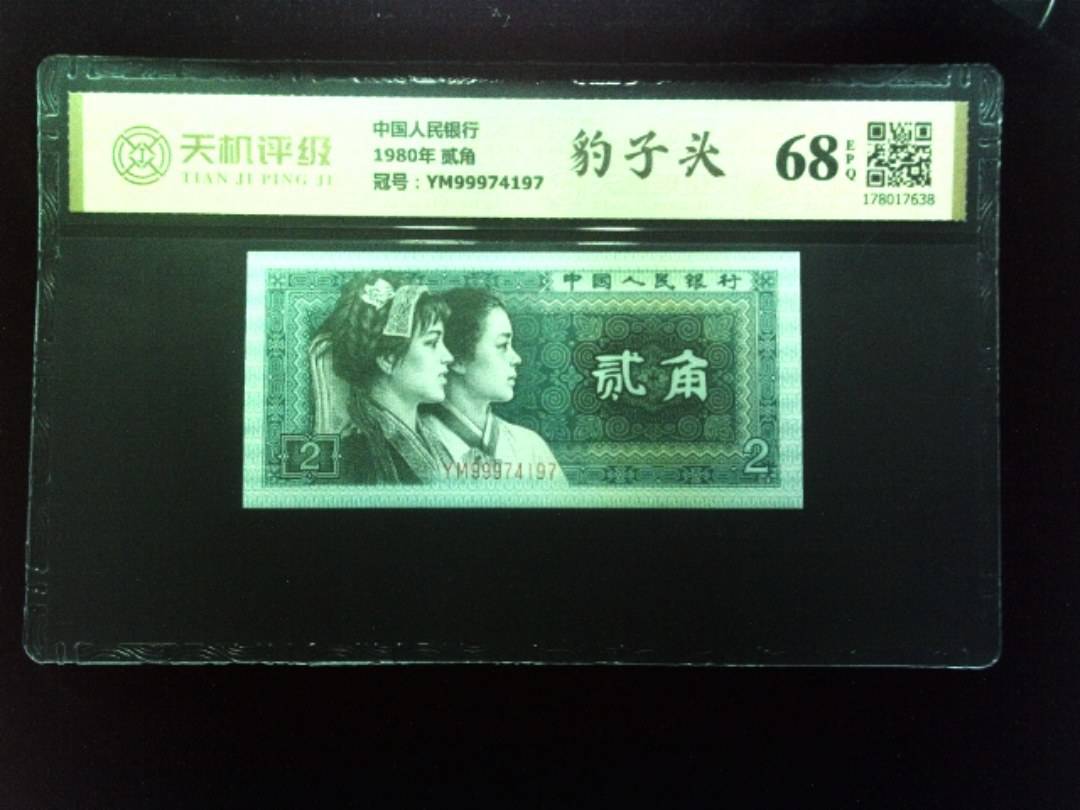 天机评级
TIAN JI PING JI
中国人民银行
1980年 贰角
冠号：YM99974197
豹子头
68
EPQ
178017638
中国人民银行
贰角
2
YM99974197
2